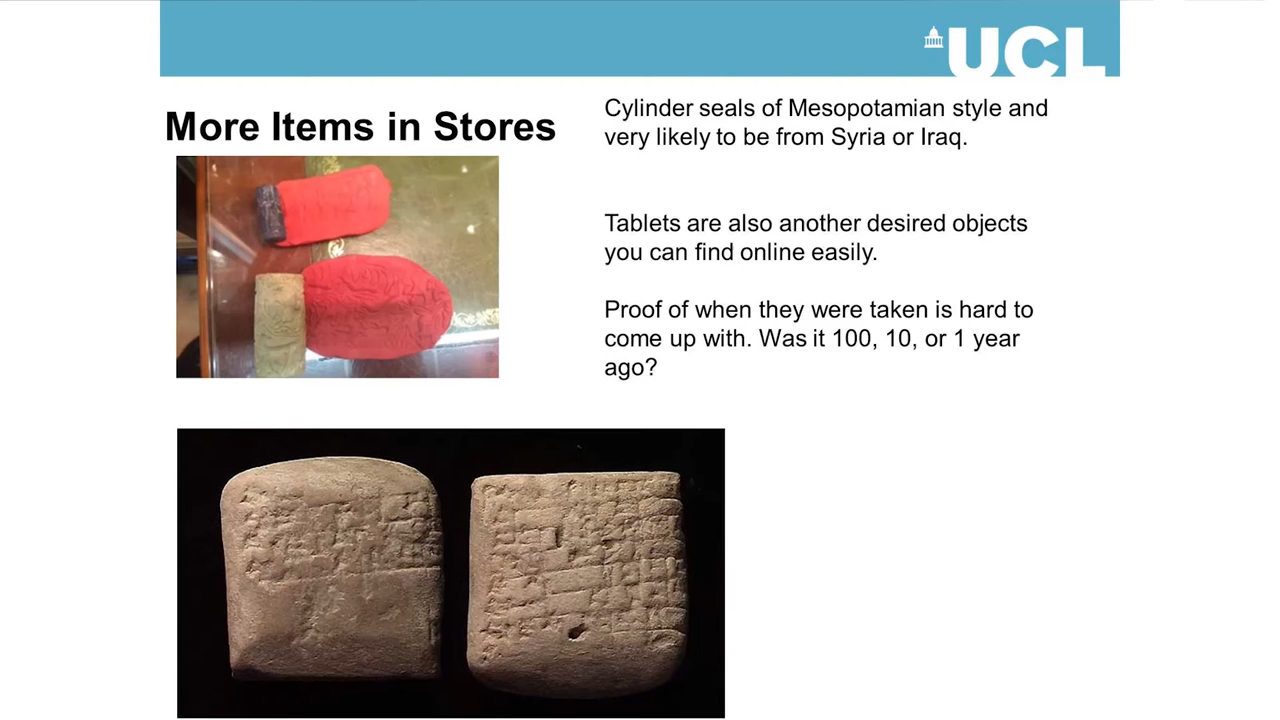 UCL
More Items in Stores
Cylinder seals of Mesopotamian style and
very likely to be from Syria or Iraq.
Tablets are also another desired objects
you can find online easily.
Proof of when they were taken is hard to
come up with. Was it 100, 10, or 1 year
ago?